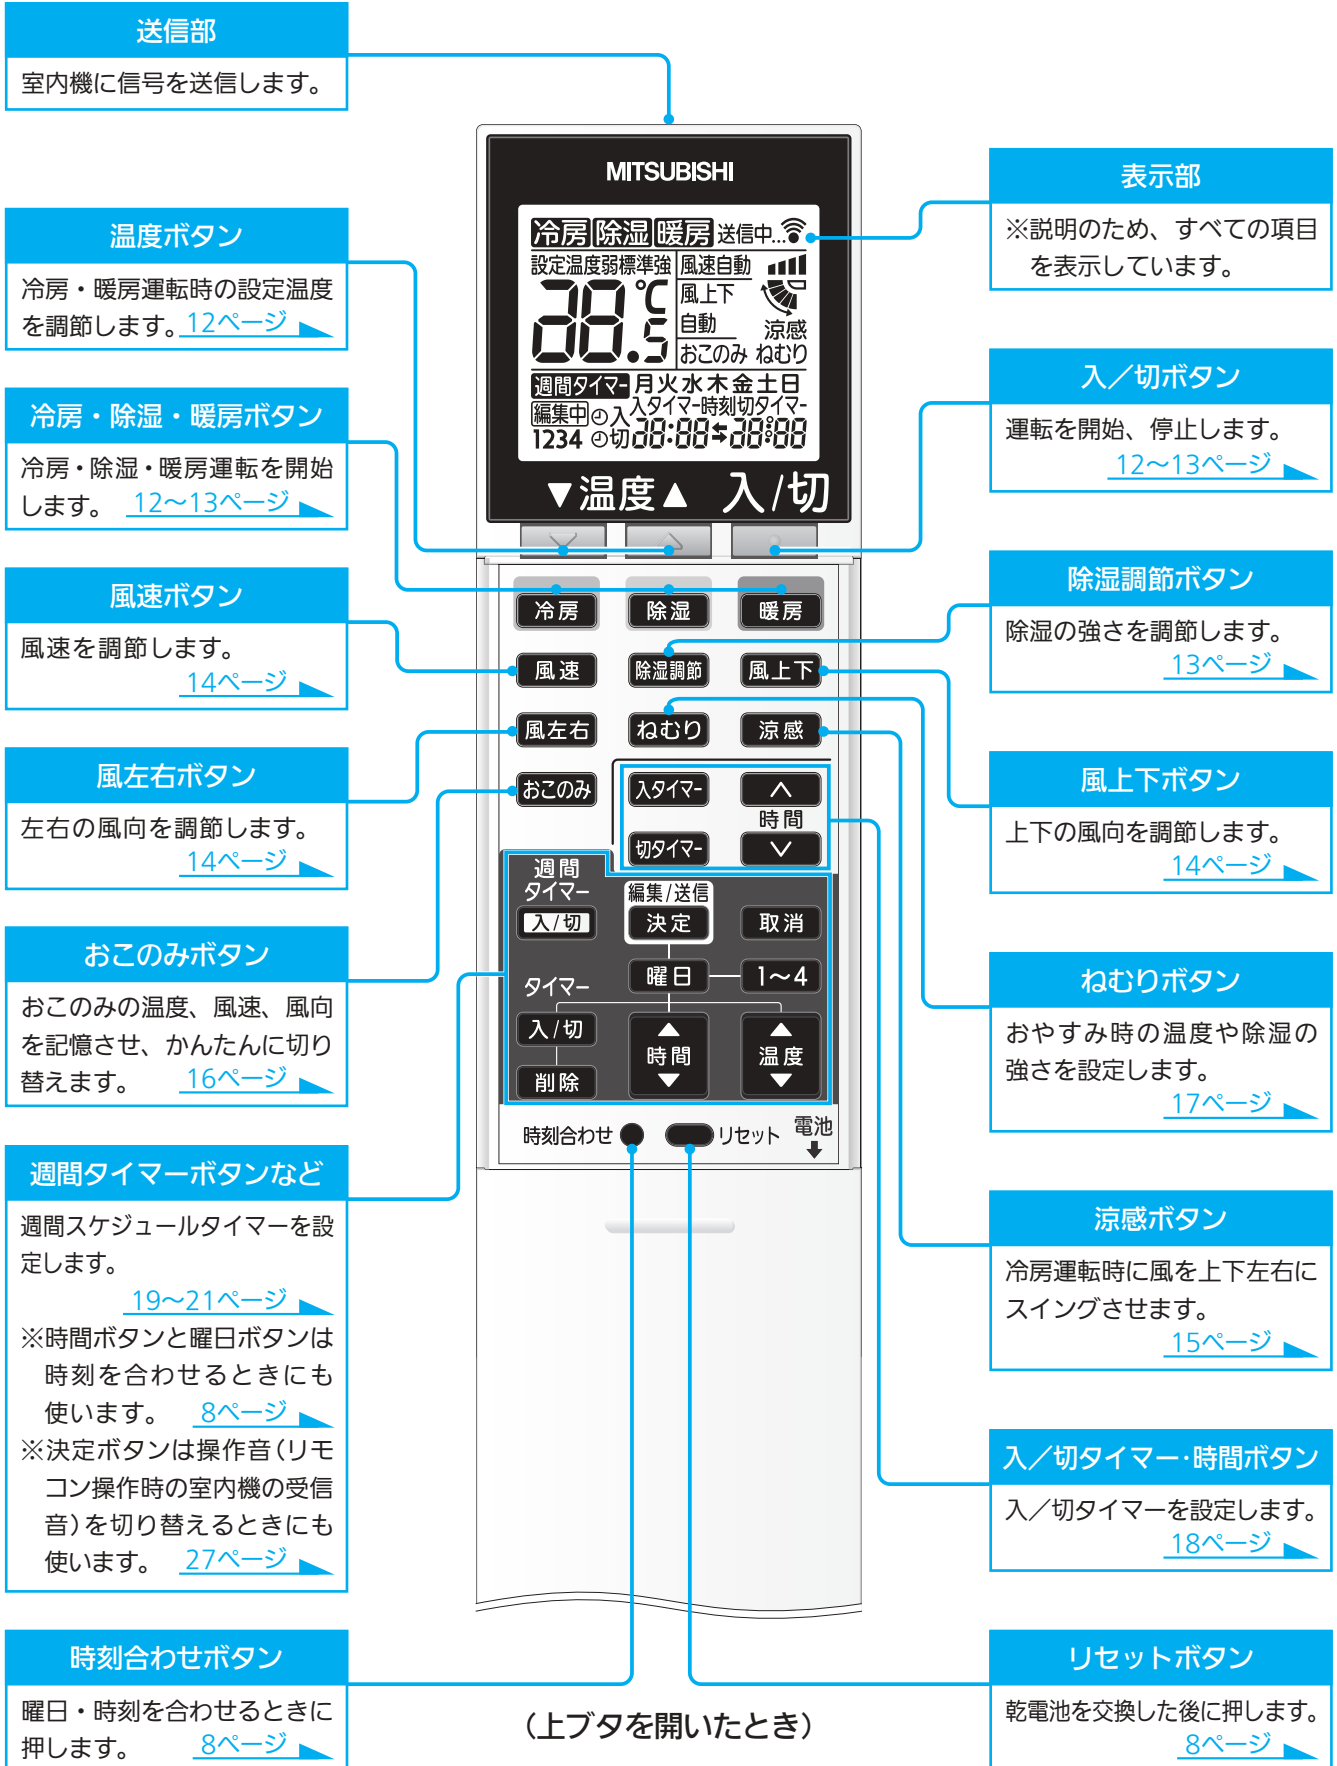 送信部
室内機に信号を送信します。
温度ボタン
冷房・暖房運転時の設定温度
を調節します。12ページ
冷房・除湿・暖房ボタン
冷房・除湿・暖房運転を開始
します。 12〜13ページ
風速ボタン
風速を調節します。
14ページ
風左右ボタン
左右の風向を調節します。
14ページ
おこのみボタン
おこのみの温度、風速、風向
を記憶させ、かんたんに切り
替えます。 16ページ
週間タイマーボタンなど
週間スケジュールタイマーを設
定します。
19〜21ページ
※時間ボタンと曜日ボタンは
時刻を合わせるときにも
使います。 8ページ
※決定ボタンは操作音(リモ
コン操作時の室内機の受信
音)を切り替えるときにも
使います。 27ページ
時刻合わせボタン
曜日・時刻を合わせるときに
押します。 8ページ
MITSUBISHI
冷房 除湿 暖房 送信中...
設定温度弱標準強 風速自動
88.5℃ 風上下
自動 涼感
おこのみ ねむり
週間タイマー 月火水木金土日
編集中 入 入タイマー時刻切タイマー
1234 切 88:88⇆88:88
▼温度▲ 入/切
冷房 除湿 暖房
風速 除湿調節 風上下
風左右 ねむり 涼感
おこのみ 入タイマー ∧
時間
切タイマー ∨
週間
タイマー 編集/送信
入/切 決定 取消
曜日 1〜4
タイマー
入/切 ▲ ▲
時間 温度
削除 ▼ ▼
時刻合わせ リセット 電池
(上ブタを開いたとき)
表示部
※説明のため、すべての項目
を表示しています。
入/切ボタン
運転を開始、停止します。
12〜13ページ
除湿調節ボタン
除湿の強さを調節します。
13ページ
風上下ボタン
上下の風向を調節します。
14ページ
ねむりボタン
おやすみ時の温度や除湿の
強さを設定します。
17ページ
涼感ボタン
冷房運転時に風を上下左右に
スイングさせます。
15ページ
入/切タイマー・時間ボタン
入/切タイマーを設定します。
18ページ
リセットボタン
乾電池を交換した後に押します。
8ページ